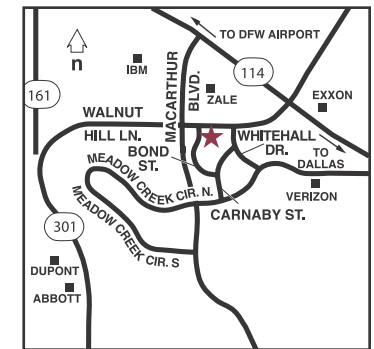 TO DFW AIRPORT
n
IBM
MACARTHUR
BLVD.
114
ZALE
161
EXXON
WALNUT
HILL LN.
WHITEHALL
DR.
BOND
ST.
TO
DALLAS
MEADOW CREEK CIR. N.
MEADOW CREEK CIR. S
VERIZON
CARNABY ST.
301
DUPONT
ABBOTT